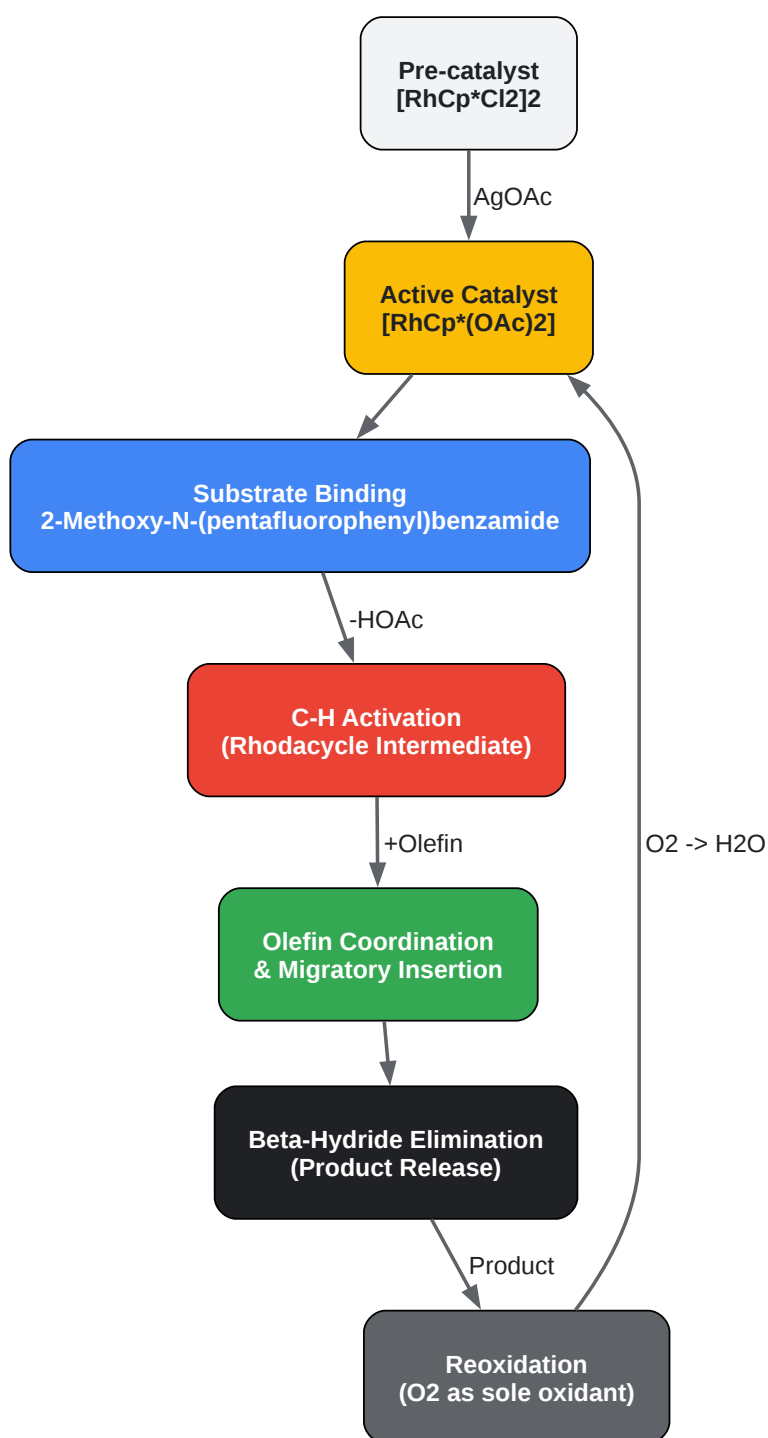 Pre-catalyst
[RhCp*Cl2]2
AgOAc
Active Catalyst
[RhCp*(OAc)2]
Substrate Binding
2-Methoxy-N-(pentafluorophenyl)benzamide
-HOAc
C-H Activation
(Rhodacycle Intermediate)
+Olefin
O2 -> H2O
Olefin Coordination
& Migratory Insertion
Beta-Hydride Elimination
(Product Release)
Product
Reoxidation
(O2 as sole oxidant)